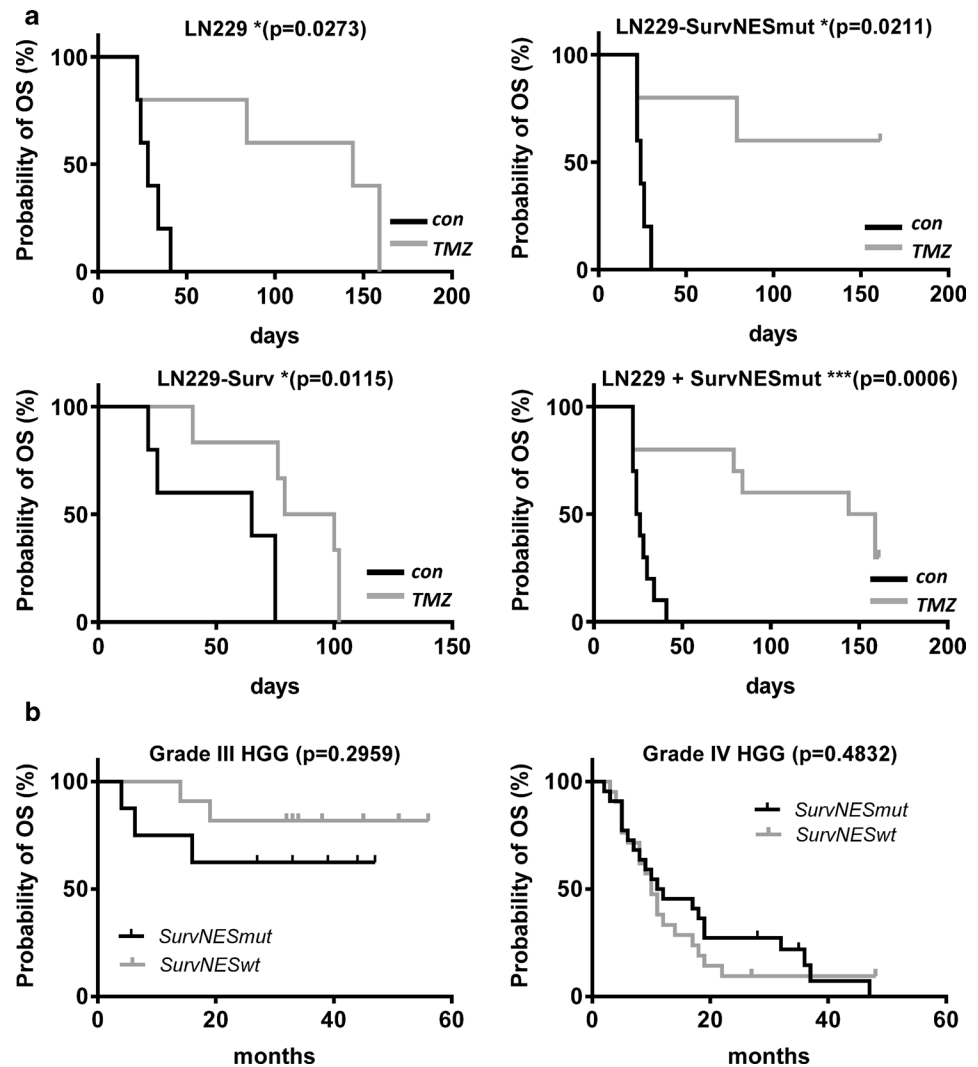 a
LN229 *(p=0.0273)
Probability of OS (%)
100
50
0
con
TMZ
0 50 100 150 200
days
LN229-SurvNESmut *(p=0.0211)
Probability of OS (%)
100
50
0
con
TMZ
0 50 100 150 200
days
LN229-Surv *(p=0.0115)
Probability of OS (%)
100
50
0
con
TMZ
0 50 100 150
days
LN229 + SurvNESmut ***(p=0.0006)
Probability of OS (%)
100
50
0
con
TMZ
0 50 100 150 200
days
b
Grade III HGG (p=0.2959)
Probability of OS (%)
100
50
0
SurvNESmut
SurvNESwt
0 20 40 60
months
Grade IV HGG (p=0.4832)
Probability of OS (%)
100
50
0
SurvNESmut
SurvNESwt
0 20 40 60
months